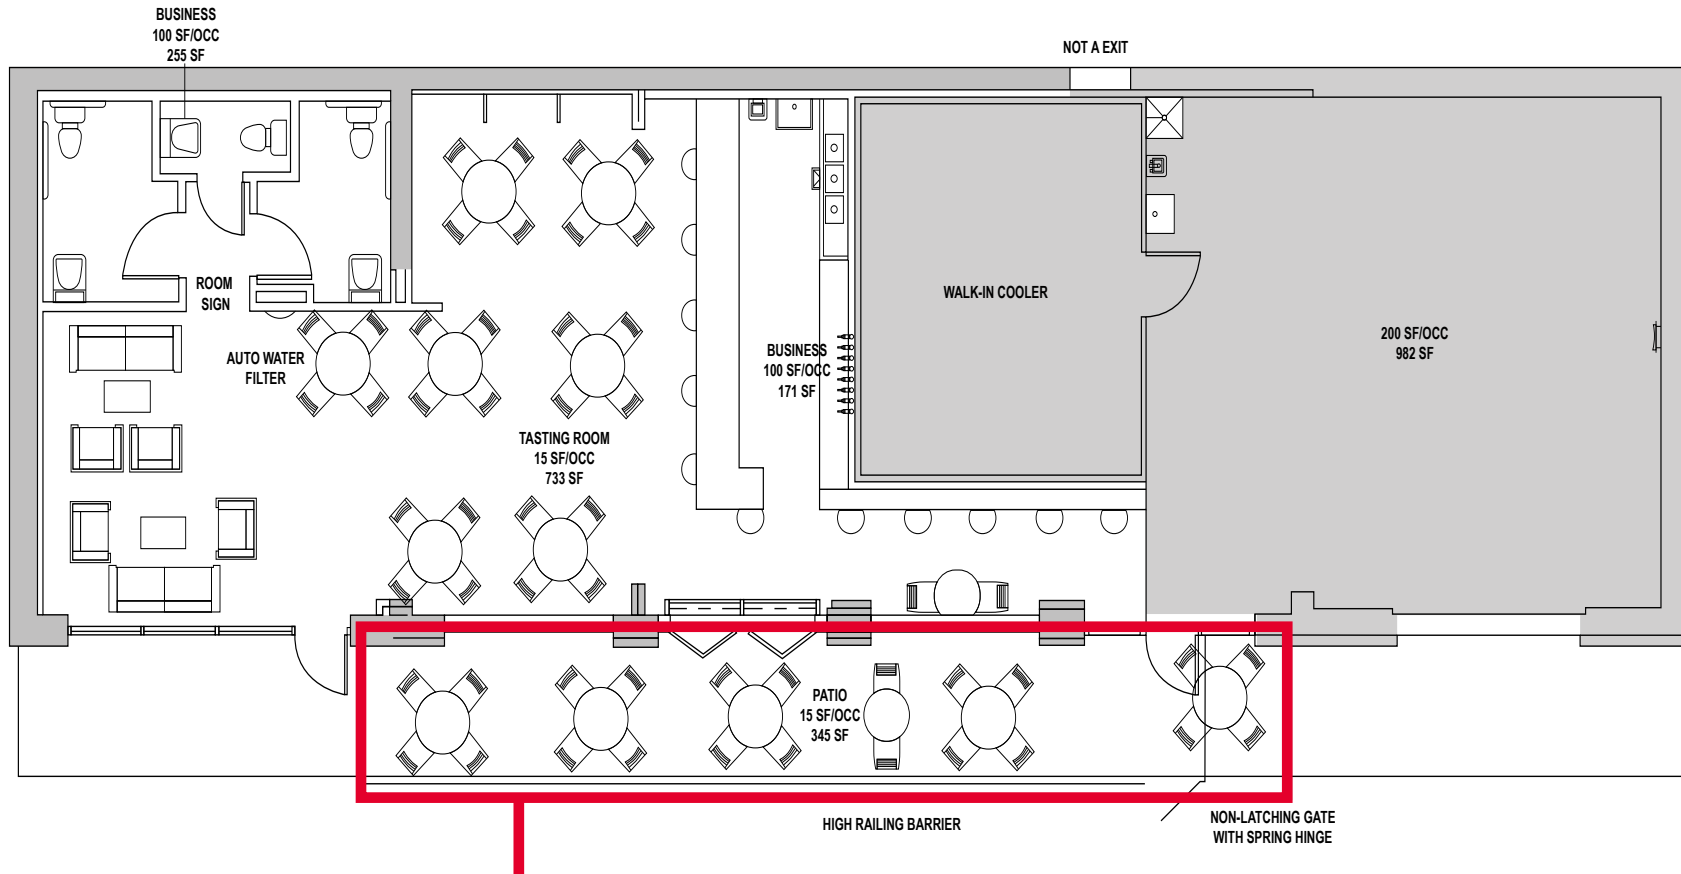 BUSINESS
100 SF/OCC
255 SF
NOT A EXIT
ROOM
SIGN
WALK-IN COOLER
200 SF/OCC
982 SF
AUTO WATER
FILTER
BUSINESS
100 SF/OCC
171 SF
TASTING ROOM
15 SF/OCC
733 SF
PATIO
15 SF/OCC
345 SF
HIGH RAILING BARRIER
NON-LATCHING GATE
WITH SPRING HINGE